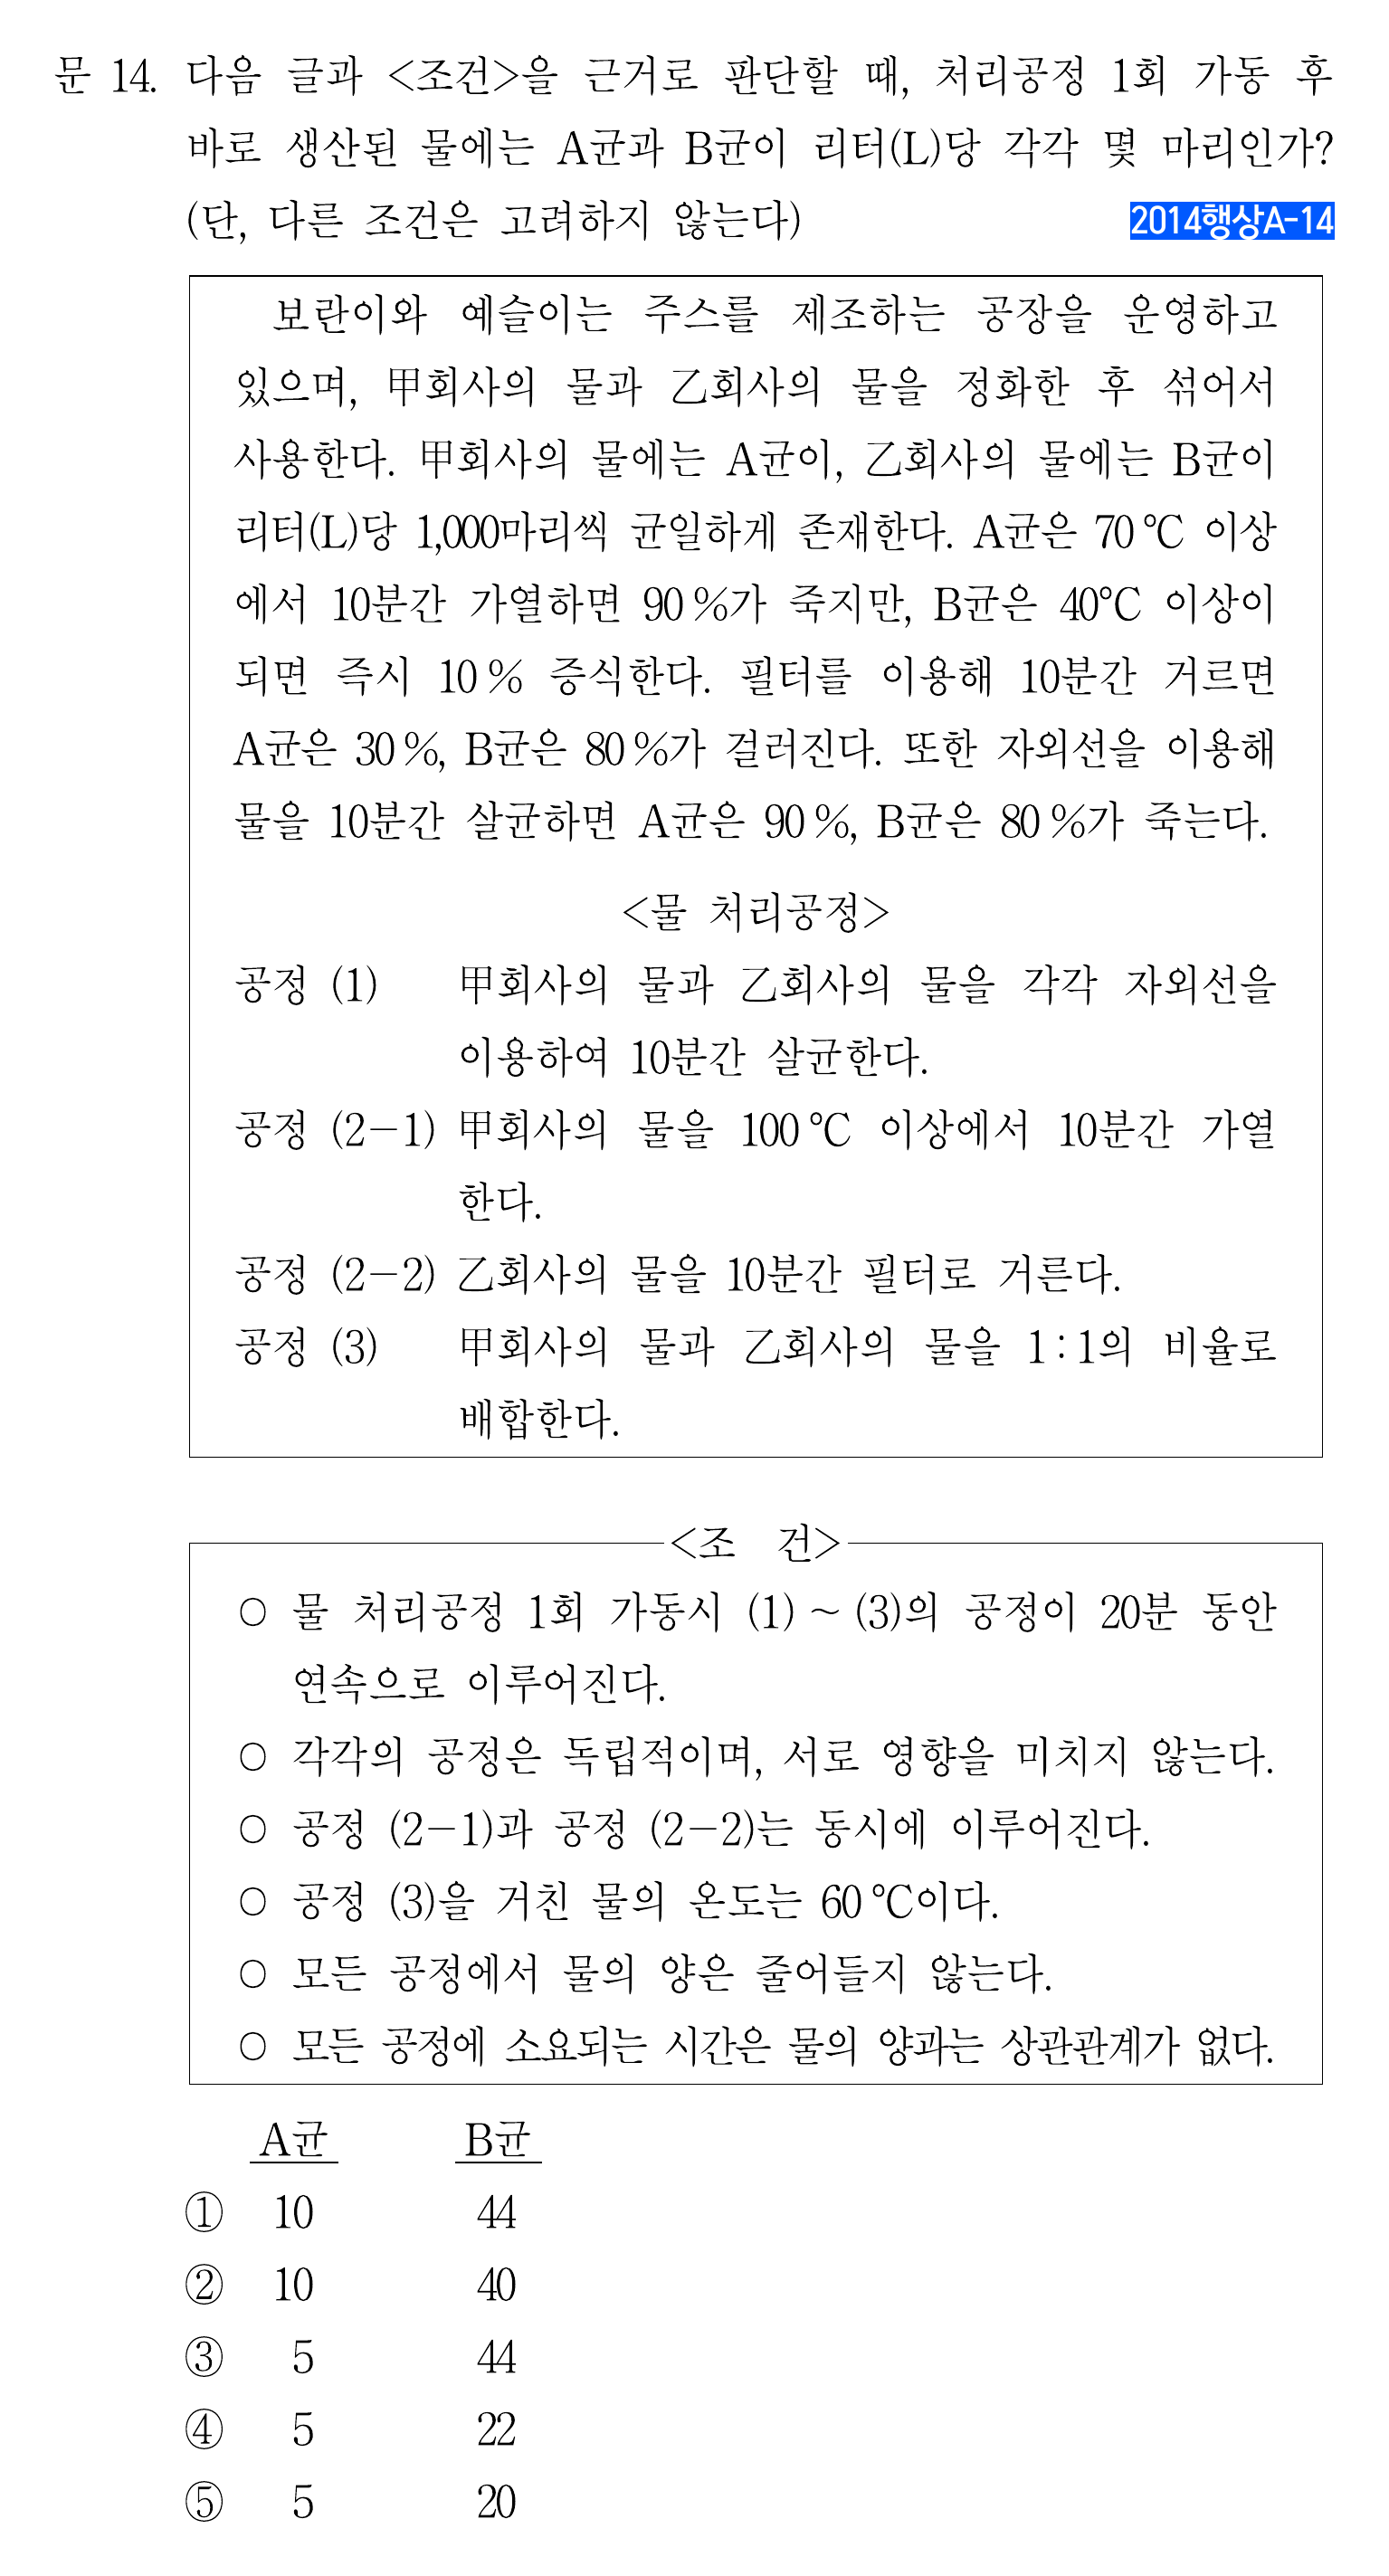 문 14. 다음 글과 <조건>을 근거로 판단할 때, 처리공정 1회 가동 후
바로 생산된 물에는 A균과 B균이 리터(L)당 각각 몇 마리인가?
(단, 다른 조건은 고려하지 않는다) 2014행상A-14
보란이와 예슬이는 주스를 제조하는 공장을 운영하고
있으며, 甲회사의 물과 乙회사의 물을 정화한 후 섞어서
사용한다. 甲회사의 물에는 A균이, 乙회사의 물에는 B균이
리터(L)당 1,000마리씩 균일하게 존재한다. A균은 70 ℃ 이상
에서 10분간 가열하면 90 %가 죽지만, B균은 40℃ 이상이
되면 즉시 10 % 증식한다. 필터를 이용해 10분간 거르면
A균은 30 %, B균은 80 %가 걸러진다. 또한 자외선을 이용해
물을 10분간 살균하면 A균은 90 %, B균은 80 %가 죽는다.
<물 처리공정>
공정 (1) 甲회사의 물과 乙회사의 물을 각각 자외선을
이용하여 10분간 살균한다.
공정 (2-1) 甲회사의 물을 100 ℃ 이상에서 10분간 가열
한다.
공정 (2-2) 乙회사의 물을 10분간 필터로 거른다.
공정 (3) 甲회사의 물과 乙회사의 물을 1 : 1의 비율로
배합한다.
<조 건>
○ 물 처리공정 1회 가동시 (1) ~ (3)의 공정이 20분 동안
연속으로 이루어진다.
○ 각각의 공정은 독립적이며, 서로 영향을 미치지 않는다.
○ 공정 (2-1)과 공정 (2-2)는 동시에 이루어진다.
○ 공정 (3)을 거친 물의 온도는 60 ℃이다.
○ 모든 공정에서 물의 양은 줄어들지 않는다.
○ 모든 공정에 소요되는 시간은 물의 양과는 상관관계가 없다.
A균 B균
① 10 44
② 10 40
③ 5 44
④ 5 22
⑤ 5 20